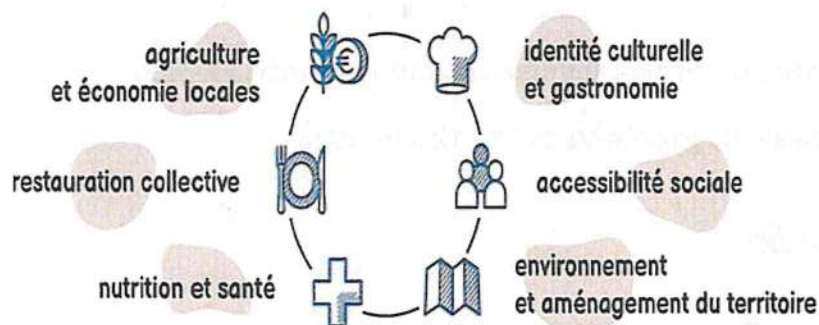 agriculture
et économie locales
identité culturelle
et gastronomie
restauration collective
accessibilité sociale
nutrition et santé
environnement
et aménagement du territoire